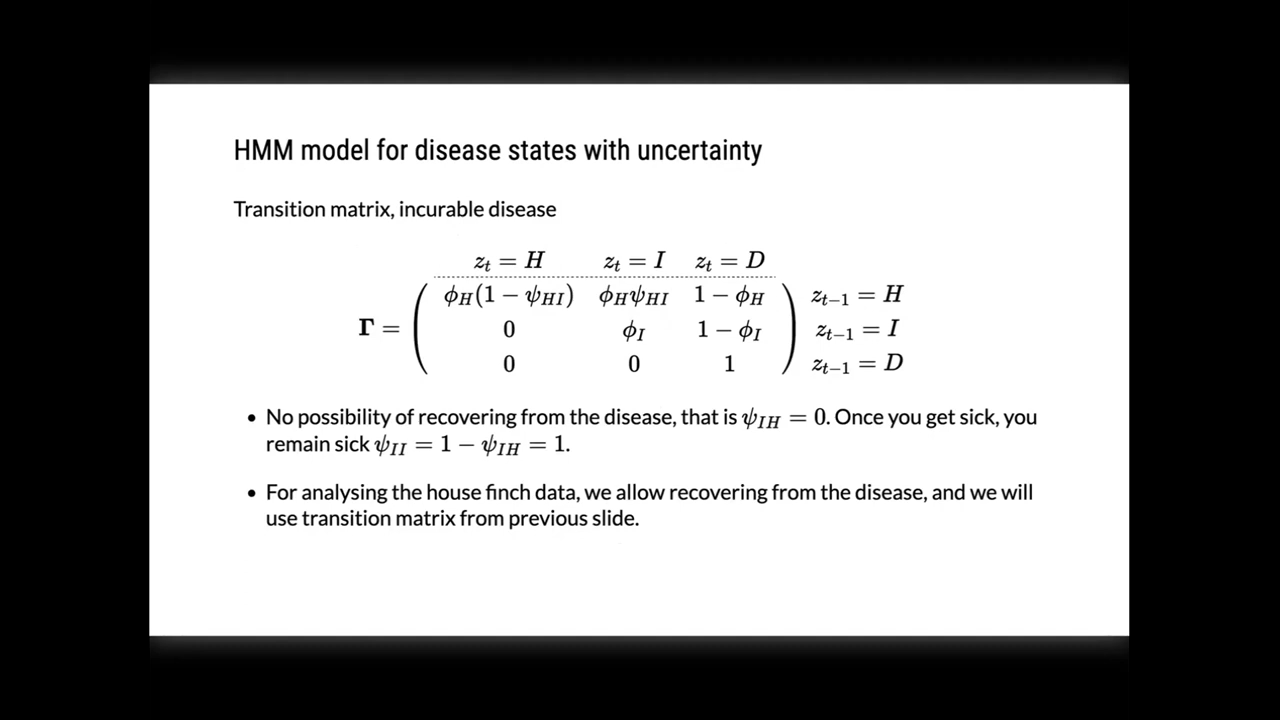 HMM model for disease states with uncertainty
Transition matrix, incurable disease
z_t = H z_t = I z_t = D
ϕ_H(1 − ψ_HI) ϕ_Hψ_HI 1 − ϕ_H z_{t−1} = H
Γ = 0 ϕ_I 1 − ϕ_I z_{t−1} = I
0 0 1 z_{t−1} = D
• No possibility of recovering from the disease, that is ψ_IH = 0. Once you get sick, you
remain sick ψ_II = 1 − ψ_IH = 1.
• For analysing the house finch data, we allow recovering from the disease, and we will
use transition matrix from previous slide.